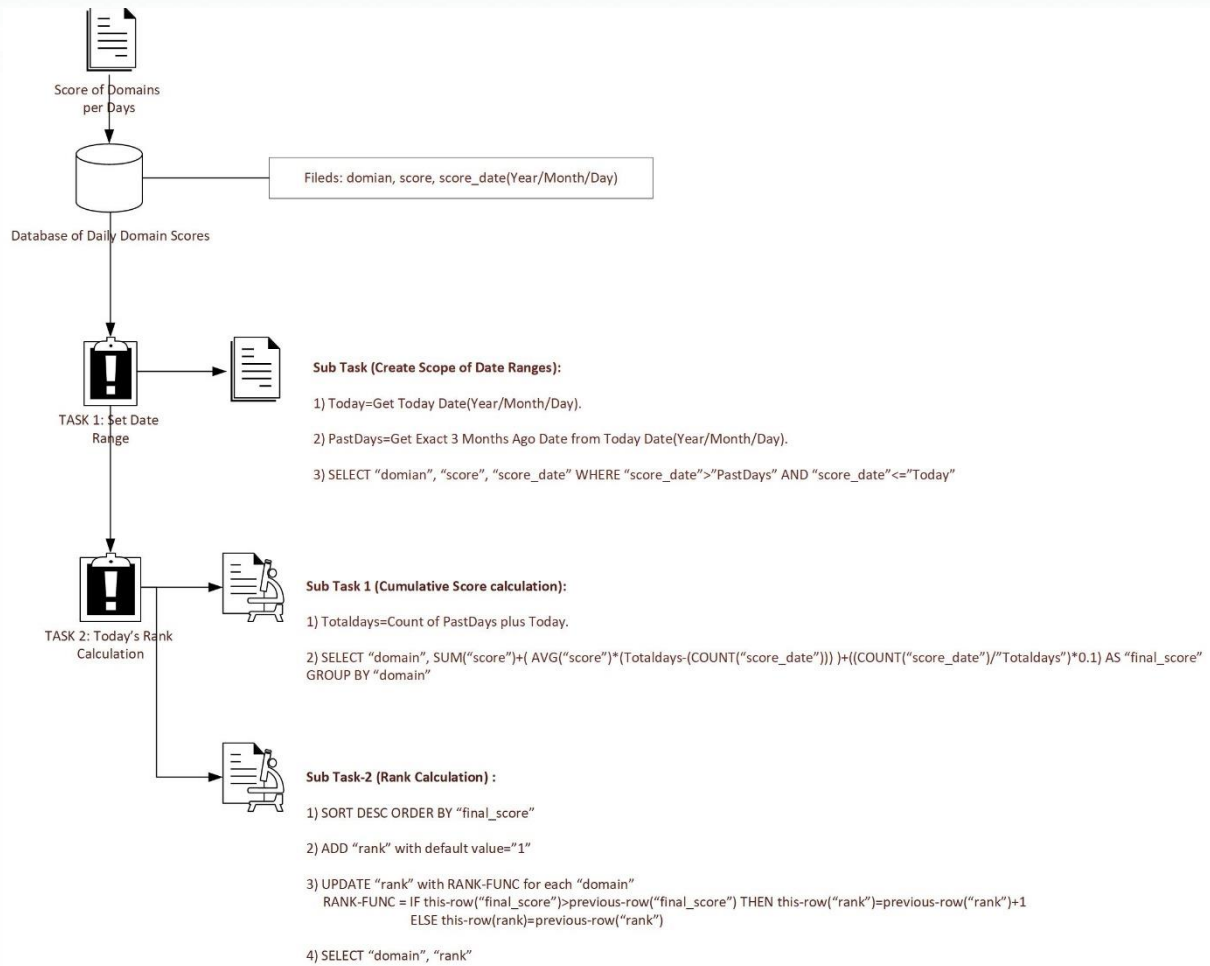 Score of Domains
per Days
Fileds: domian, score, score_date(Year/Month/Day)
Database of Daily Domain Scores
TASK 1: Set Date
Range
Sub Task (Create Scope of Date Ranges):
1) Today=Get Today Date(Year/Month/Day).
2) PastDays=Get Exact 3 Months Ago Date from Today Date(Year/Month/Day).
3) SELECT “domian”, “score”, “score_date” WHERE “score_date”>”PastDays” AND “score_date”<=”Today”
TASK 2: Today’s Rank
Calculation
Sub Task 1 (Cumulative Score calculation):
1) Totaldays=Count of PastDays plus Today.
2) SELECT “domain”, SUM(“score”)+( AVG(“score”)*(Totaldays-(COUNT(“score_date”))) )+((COUNT(“score_date”)/”Totaldays”)*0.1) AS “final_score”
GROUP BY “domain”
Sub Task-2 (Rank Calculation) :
1) SORT DESC ORDER BY “final_score”
2) ADD “rank” with default value=”1”
3) UPDATE “rank” with RANK-FUNC for each “domain”
RANK-FUNC = IF this-row(“final_score”)>previous-row(“final_score”) THEN this-row(“rank”)=previous-row(“rank”)+1
ELSE this-row(rank)=previous-row(“rank”)
4) SELECT “domain”, “rank”